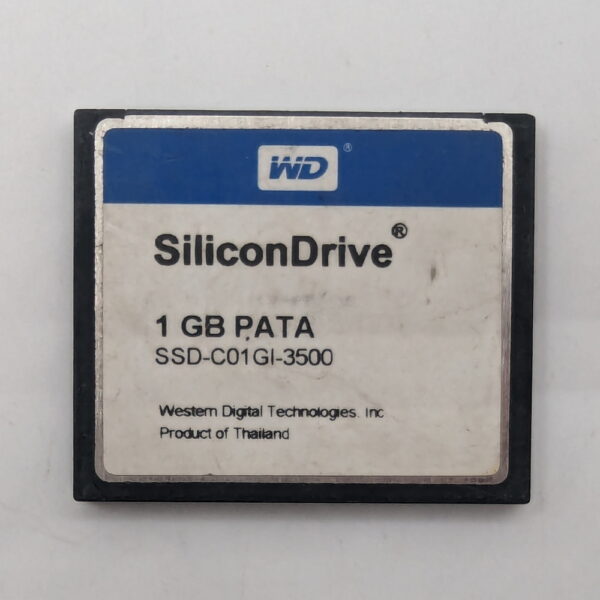 WD®
SiliconDrive®
1 GB PATA
SSD-C01GI-3500
Western Digital Technologies. Inc
Product of Thailand